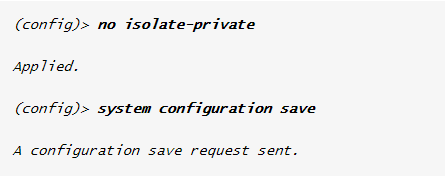 (config)> no isolate-private
Applied.
(config)> system configuration save
A configuration save request sent.